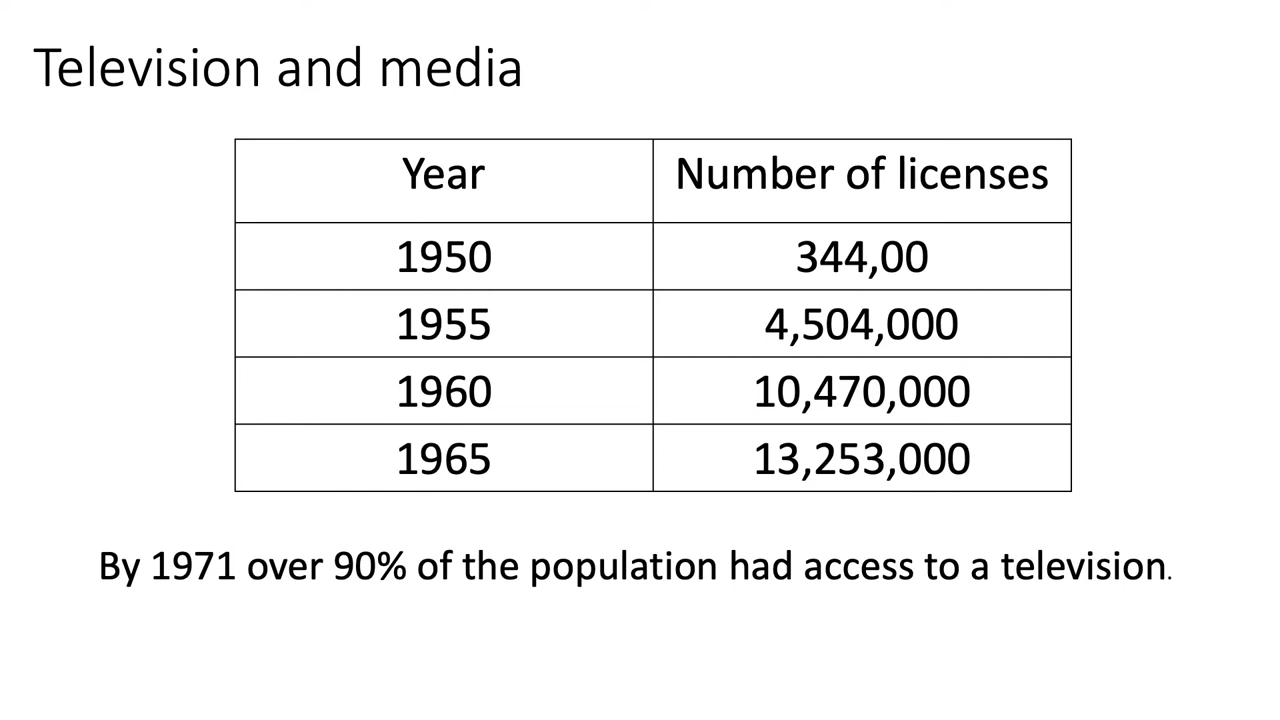 Television and media
Year Number of licenses
1950 344,00
1955 4,504,000
1960 10,470,000
1965 13,253,000
By 1971 over 90% of the population had access to a television.